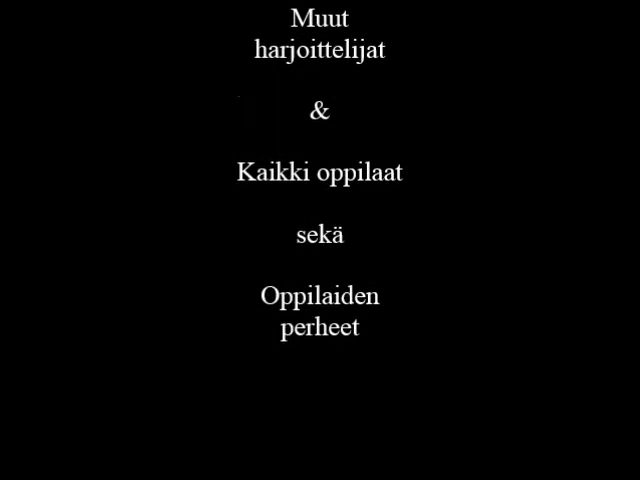 Muut
harjoittelijat
&
Kaikki oppilaat
sekä
Oppilaiden
perheet